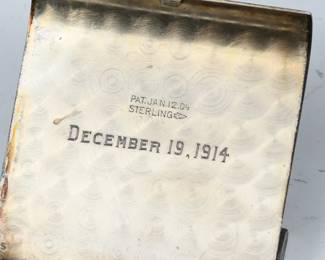 PAT. JAN. 12. 04
STERLING
DECEMBER 19, 1914